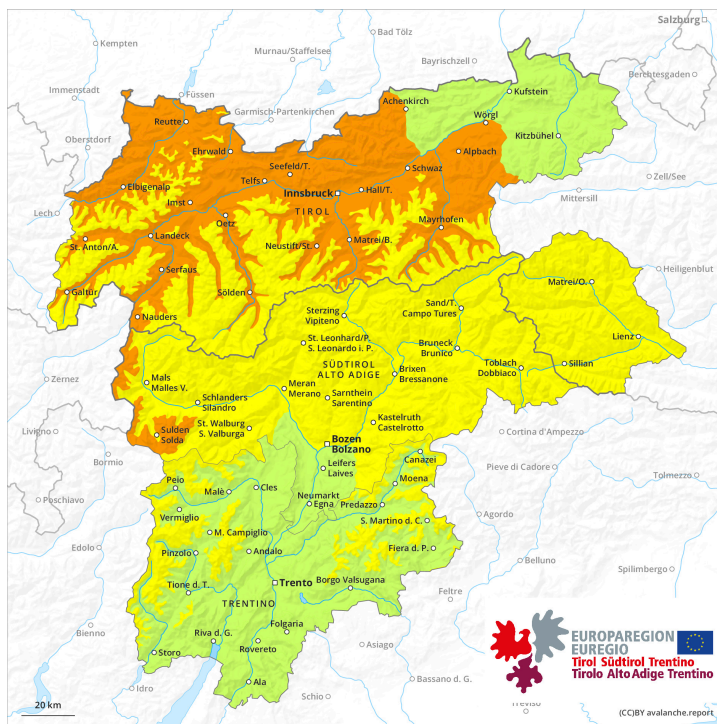 Salzburg
Kempten
Bad Tölz
Murnau/Staffelsee
Bayrischzell
Berchtesgaden
Immenstadt
Füssen
Garmisch-Partenkirchen
Achenkirch
Kufstein
Reutte
Wörgl
Oberstdorf
Ehrwald
Kitzbühel
Alpbach
Seefeld/T.
Schwaz
Zell/See
Elbigenalp
Telfs
Innsbruck
Hall/T.
Mittersill
Lech
Imst
TIROL
Oetz
Mayrhofen
St. Anton/A.
Landeck
Neustift/St.
Matrei/B.
Serfaus
Heiligenblut
Galtür
Sölden
Matrei/O.
Nauders
Sand/T.
Campo Tures
Sterzing
Vipiteno
Lienz
St. Leonhard/P.
S. Leonardo i. P.
Bruneck
Brunico
Toblach
Dobbiaco
Sillian
SÜDTIROL
ALTO ADIGE
Brixen
Bressanone
Zernez
Mals
Malles V.
Meran
Merano
Schlanders
Silandro
Sarnthein
Sarentino
St. Walburg
S. Valburga
Kastelruth
Castelrotto
Livigno
Sulden
Solda
Bozen
Bolzano
Cortina d'Ampezzo
Bormio
Canazei
Pieve di Cadore
Leifers
Laives
Tolmezzo
Poschiavo
Peio
Malè
Cles
Moena
Neumarkt
Egna
Predazzo
Vermiglio
Agordo
S. Martino d. C.
M. Campiglio
Edolo
Pinzolo
Andalo
Fiera d. P.
Belluno
Spilimbergo
Tione d. T.
Trento
Borgo Valsugana
Feltre
TRENTINO
Folgaria
Bienno
Riva d. G.
Storo
Rovereto
Asiago
Ala
Bassano d. G.
Idro
Schio
Treviso
EUROPAREGION
EUREGIO
Tirol Südtirol Trentino
Tirolo Alto Adige Trentino
20 km
(CC)BY avalanche.report